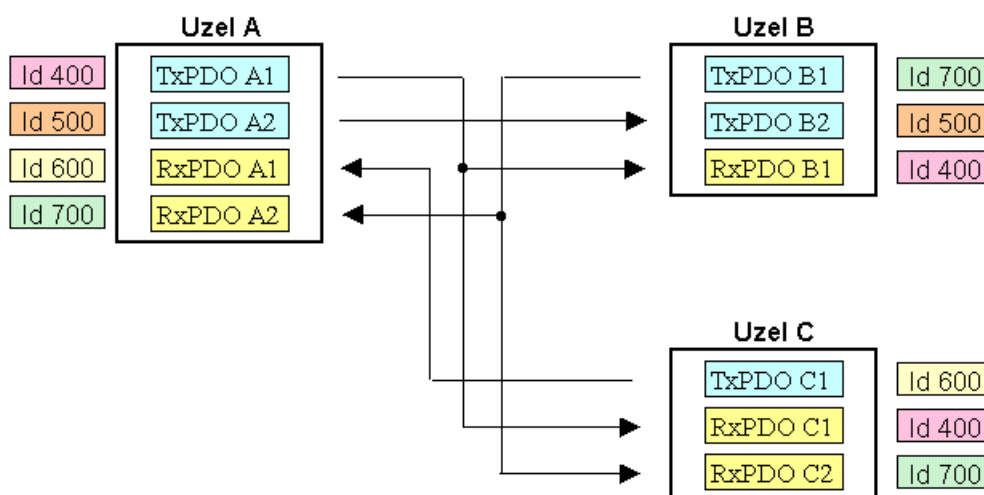 Uzel A
Id 400 TxPDO A1
Id 500 TxPDO A2
Id 600 RxPDO A1
Id 700 RxPDO A2
Uzel B
TxPDO B1 Id 700
TxPDO B2 Id 500
RxPDO B1 Id 400
Uzel C
TxPDO C1 Id 600
RxPDO C1 Id 400
RxPDO C2 Id 700